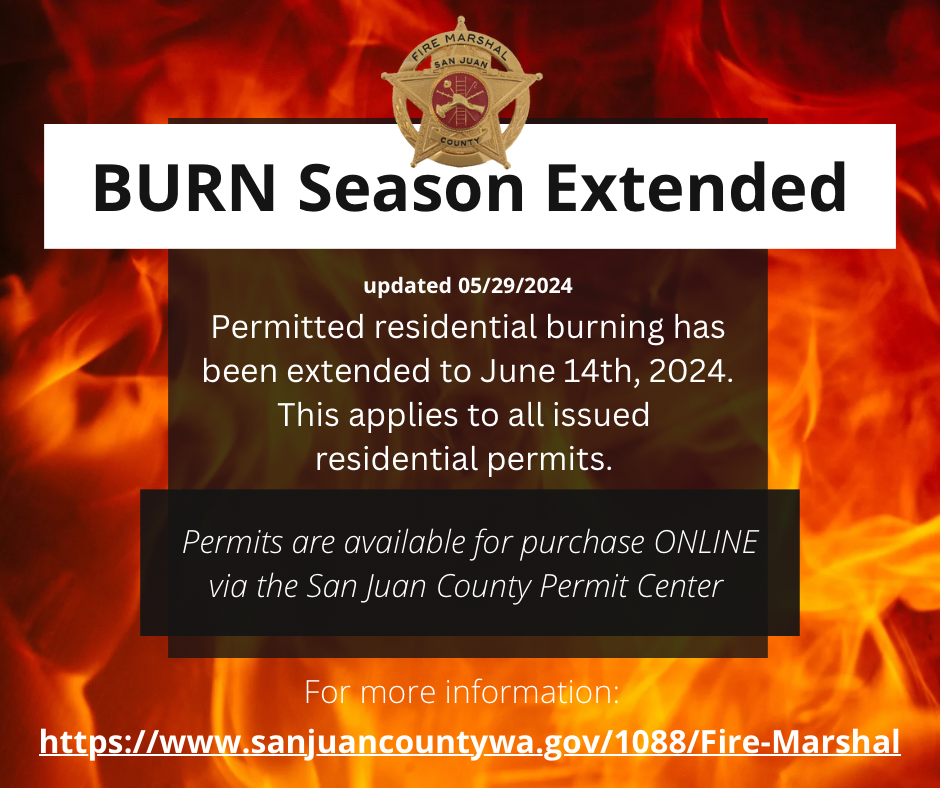 FIRE MARSHAL
SAN JUAN
COUNTY
BURN Season Extended
updated 05/29/2024
Permitted residential burning has
been extended to June 14th, 2024.
This applies to all issued
residential permits.
Permits are available for purchase ONLINE
via the San Juan County Permit Center
For more information:
https://www.sanjuancountywa.gov/1088/Fire-Marshal